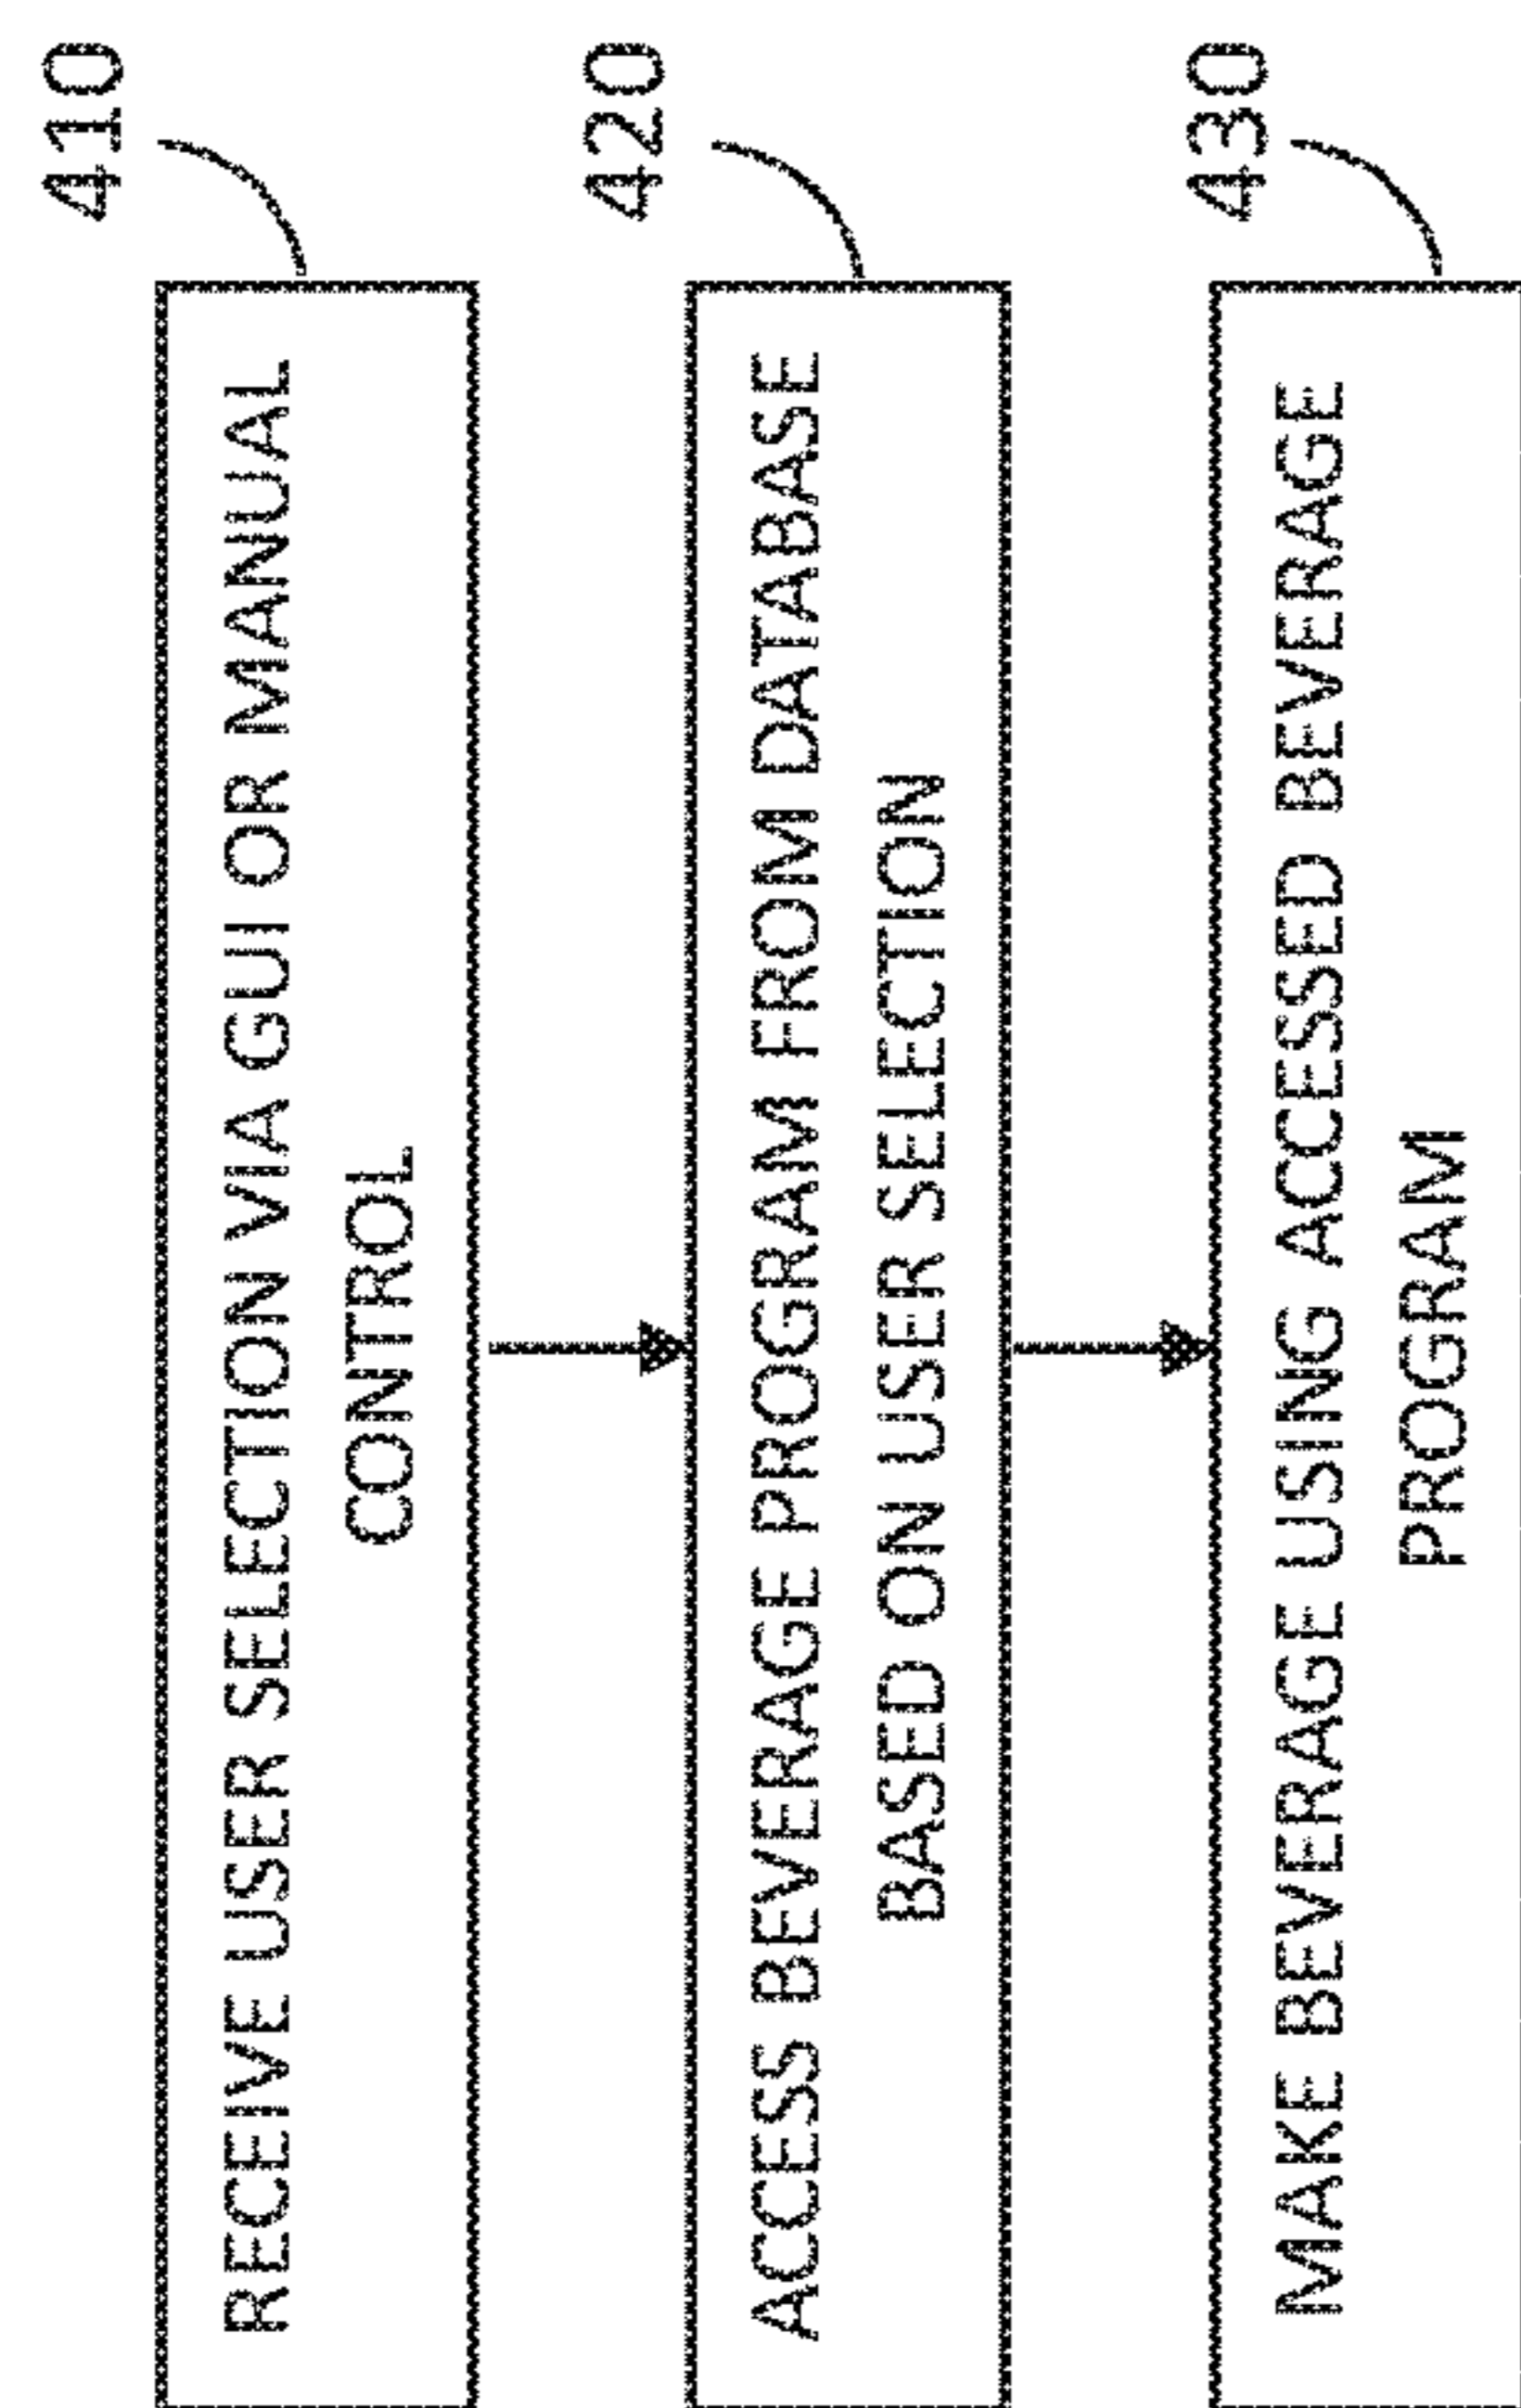 410
RECEIVE USER SELECTION VIA GUI OR MANUAL
CONTROL
420
ACCESS BEVERAGE PROGRAM FROM DATABASE
BASED ON USER SELECTION
430
MAKE BEVERAGE USING ACCESSED BEVERAGE
PROGRAM